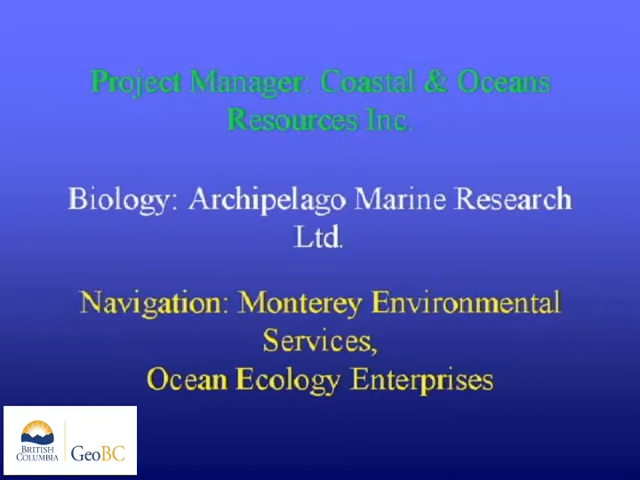 Project Manager: Coastal & Oceans
Resources Inc.
Biology: Archipelago Marine Research
Ltd.
Navigation: Monterey Environmental
Services,
Ocean Ecology Enterprises
BRITISH
COLUMBIA
GeoBC